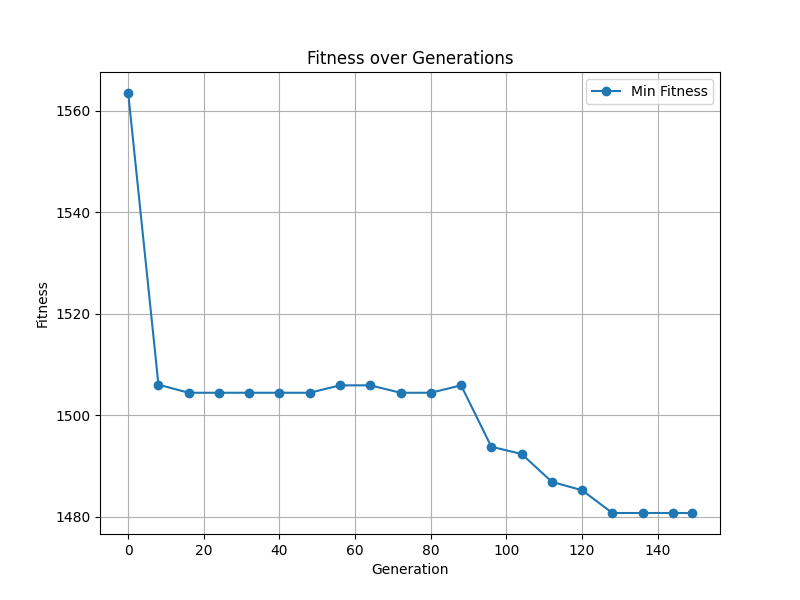 Fitness over Generations
Min Fitness
1560
1540
1520
1500
1480
Fitness
0 20 40 60 80 100 120 140
Generation